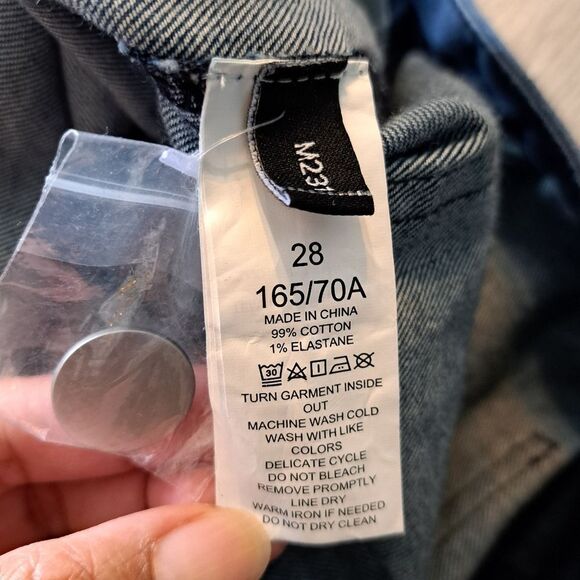 M23
28
165/70A
MADE IN CHINA
99% COTTON
1% ELASTANE
30
TURN GARMENT INSIDE
OUT
MACHINE WASH COLD
WASH WITH LIKE
COLORS
DELICATE CYCLE
DO NOT BLEACH
REMOVE PROMPTLY
LINE DRY
WARM IRON IF NEEDED
DO NOT DRY CLEAN